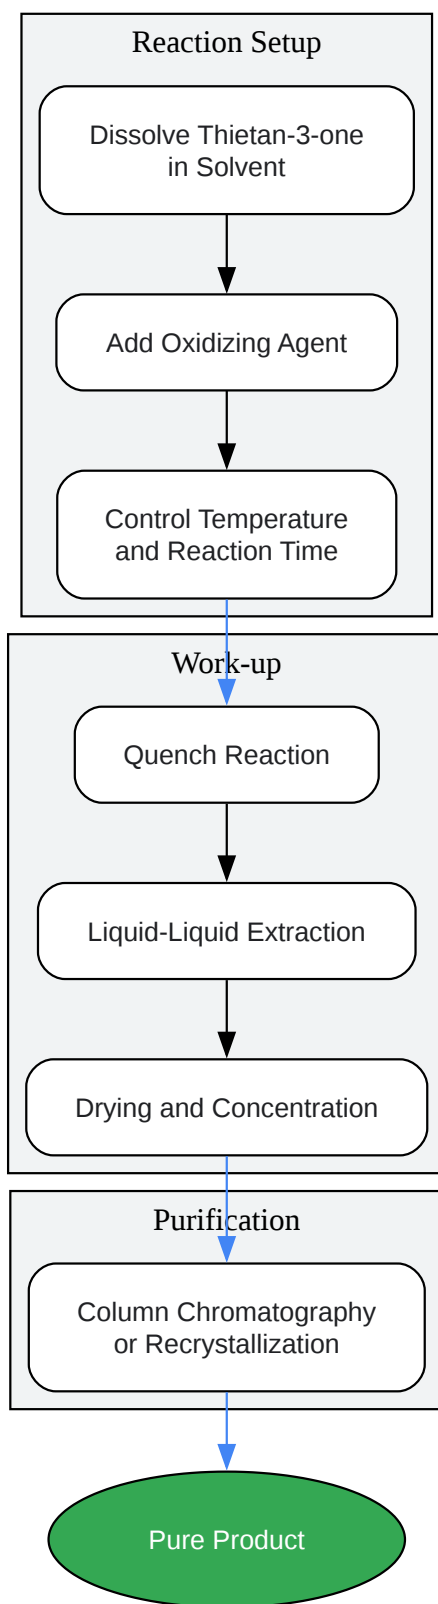 Reaction Setup
Dissolve Thietan-3-one
in Solvent
Add Oxidizing Agent
Control Temperature
and Reaction Time
Work-up
Quench Reaction
Liquid-Liquid Extraction
Drying and Concentration
Purification
Column Chromatography
or Recrystallization
Pure Product